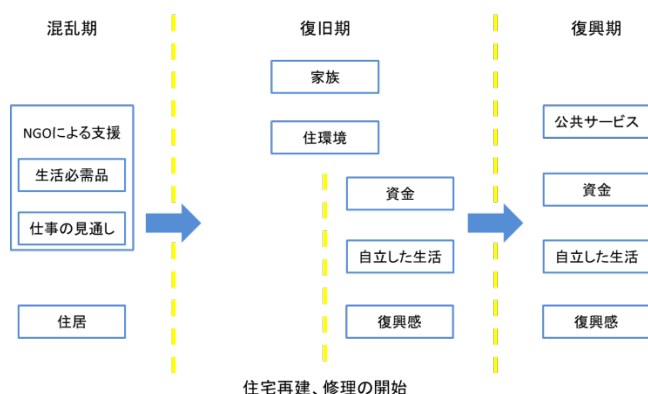 混乱期
復旧期
復興期
家族
NGOによる支援
生活必需品
仕事の見通し
住居
住環境
資金
自立した生活
復興感
公共サービス
資金
自立した生活
復興感
住宅再建、修理の開始